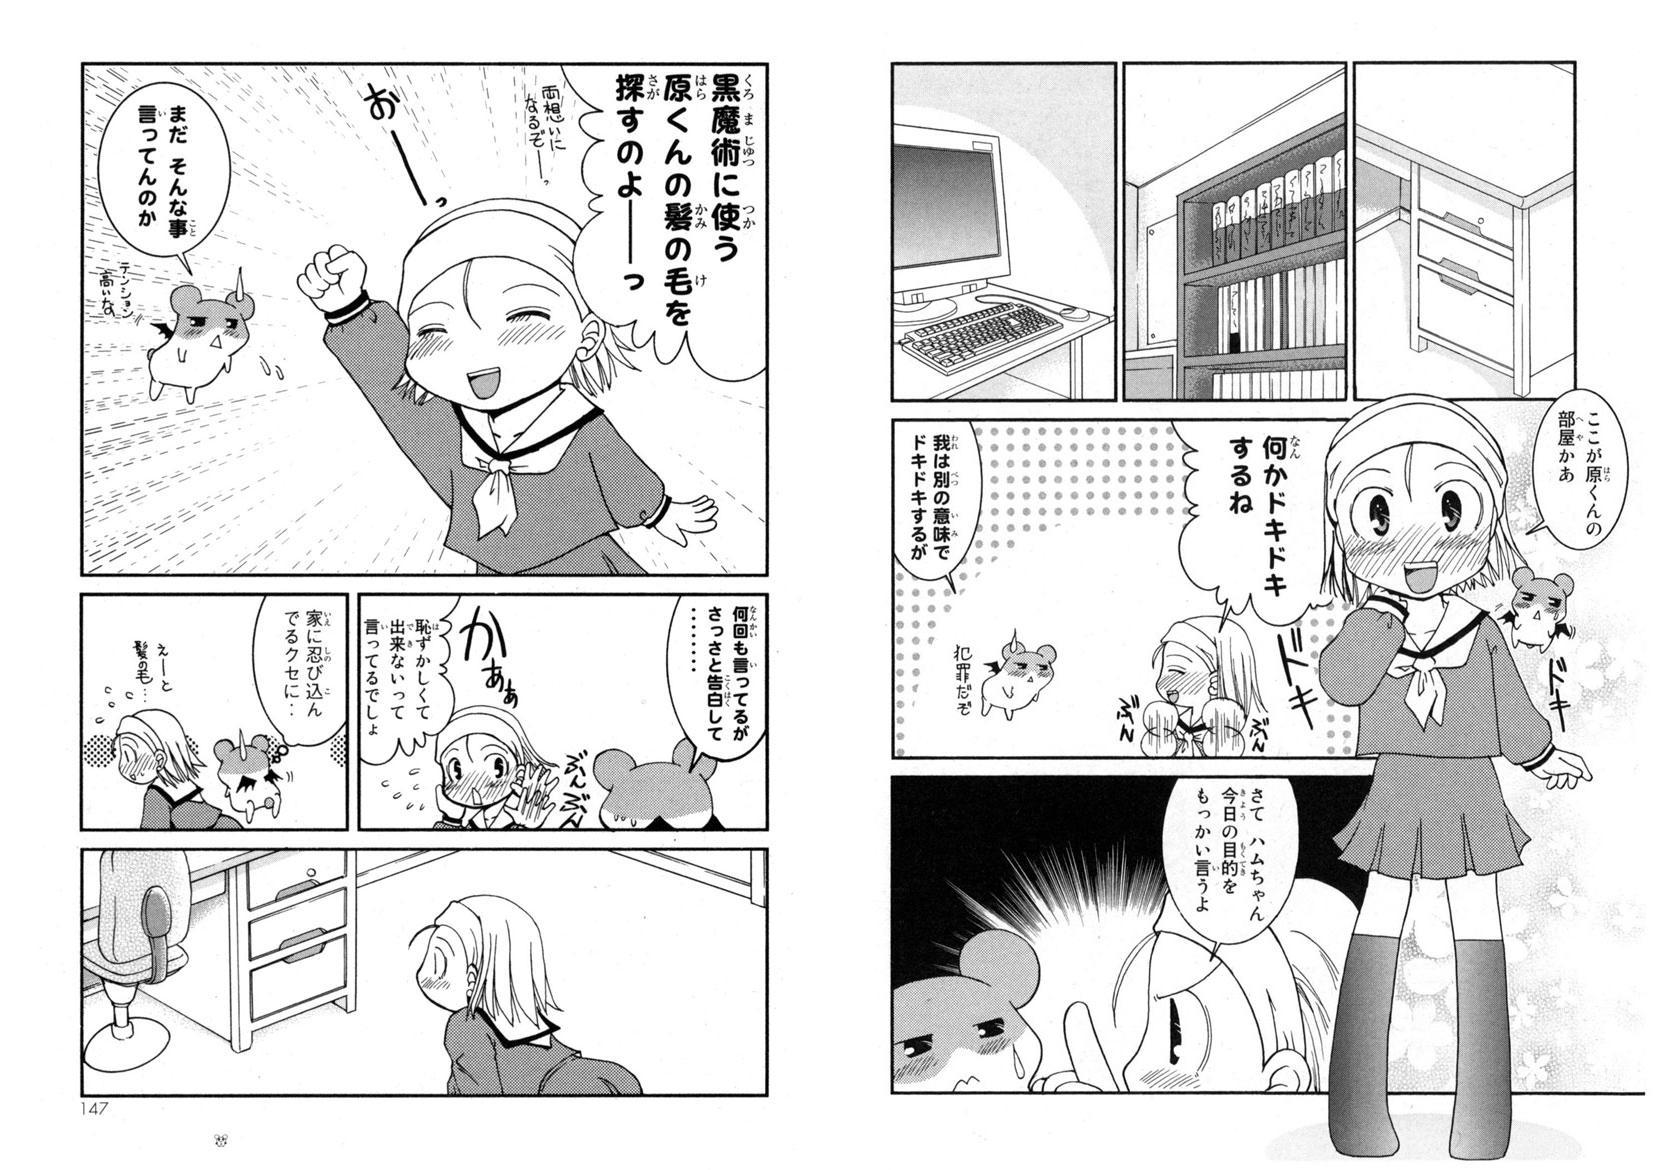 ここが原くんの
部屋かあ
ドキ
ドキ
何かドキドキ
するね
ぶん
ぶん
我は別の意味で
ドキドキするが
犯罪だぞ
さて ハムちゃん
今日の目的を
もっかい言うよ
黒魔術に使う
原くんの髪の毛を
探すのよ――っ
両想いに
なるぞーっ
おーーっ
まだ そんな事
言ってんのか
テンション
高いな
何回も言ってるが
さっさと告白して
………
かあぁ
恥ずかしくて
出来ないって
言ってるでしょ
ぶんぶん
家に忍び込ん
でるクセに‥
えーと
髪の毛…
147